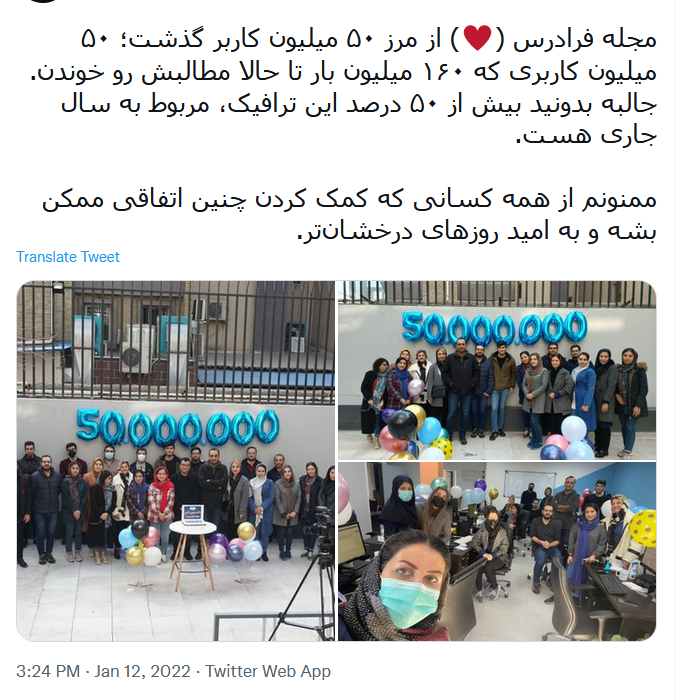 مجله فرادرس (❤️) از مرز ۵۰ میلیون کاربر گذشت؛ ۵۰
میلیون کاربری که ۱۶۰ میلیون بار تا حالا مطالبش رو خوندن.
جالبه بدونید بیش از ۵۰ درصد این ترافیک، مربوط به سال
جاری هست.
ممنونم از همه کسانی که کمک کردن چنین اتفاقی ممکن
بشه و به امید روزهای درخشان‌تر.
Translate Tweet
50,000,000
50,000,000
3:24 PM · Jan 12, 2022 · Twitter Web App